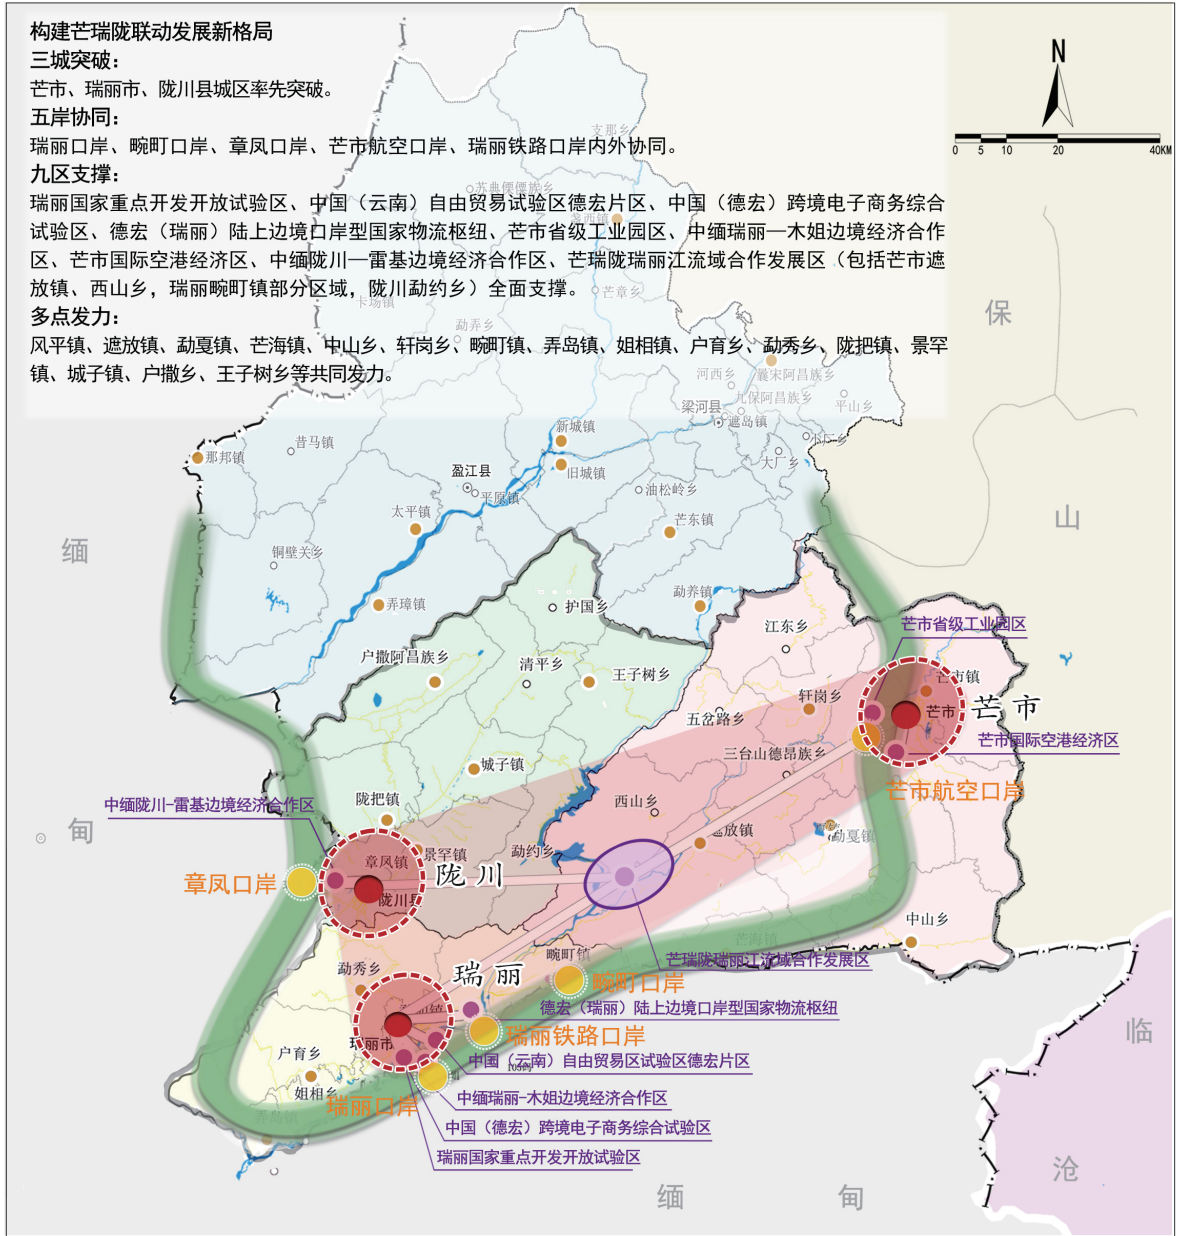 构建芒瑞陇联动发展新格局
三城突破：
芒市、瑞丽市、陇川县城区率先突破。
五岸协同：
瑞丽口岸、畹町口岸、章凤口岸、芒市航空口岸、瑞丽铁路口岸内外协同。
九区支撑：
瑞丽国家重点开发开放试验区、中国（云南）自由贸易试验区德宏片区、中国（德宏）跨境电子商务综合
试验区、德宏（瑞丽）陆上边境口岸型国家物流枢纽、芒市省级工业园区、中缅瑞丽—木姐边境经济合作
区、芒市国际空港经济区、中缅陇川—雷基边境经济合作区、芒瑞陇瑞丽江流域合作发展区（包括芒市遮
放镇、西山乡，瑞丽畹町镇部分区域，陇川勐约乡）全面支撑。
多点发力：
风平镇、遮放镇、勐戛镇、芒海镇、中山乡、轩岗乡、畹町镇、弄岛镇、姐相镇、户育乡、勐秀乡、陇把镇、景罕
镇、城子镇、户撒乡、王子树乡等共同发力。
N
0 5 10 20 40KM
支那乡
苏典傈僳族乡
盏西镇
芒章乡
卡场镇
勐弄乡
保
山
河西乡
曩宋阿昌族乡
九保阿昌族乡
平山乡
梁河县
遮岛镇
小厂乡
大厂乡
新城镇
旧城镇
昔马镇
那邦镇
盈江县
平原镇
油松岭乡
太平镇
芒东镇
铜壁关乡
缅
甸
弄璋镇
勐养镇
护国乡
江东乡
芒市省级工业园区
户撒阿昌族乡
清平乡
王子树乡
芒市镇
轩岗乡
芒市
芒市
五岔路乡
三台山德昂族乡
芒市国际空港经济区
城子镇
芒市航空口岸
陇把镇
中缅陇川-雷基边境经济合作区
西山乡
遮放镇
勐戛镇
章凤镇
景罕镇
勐约乡
陇川
章凤口岸
陇川县
中山乡
芒海镇
芒瑞陇瑞丽江流域合作发展区
畹町镇
畹町口岸
勐秀乡
瑞丽
德宏（瑞丽）陆上边境口岸型国家物流枢纽
瑞丽铁路口岸
瑞丽市
户育乡
中国（云南）自由贸易区试验区德宏片区
姐相乡
瑞丽口岸
中缅瑞丽-木姐边境经济合作区
弄岛镇
中国（德宏）跨境电子商务综合试验区
瑞丽国家重点开发开放试验区
缅
甸
临
沧